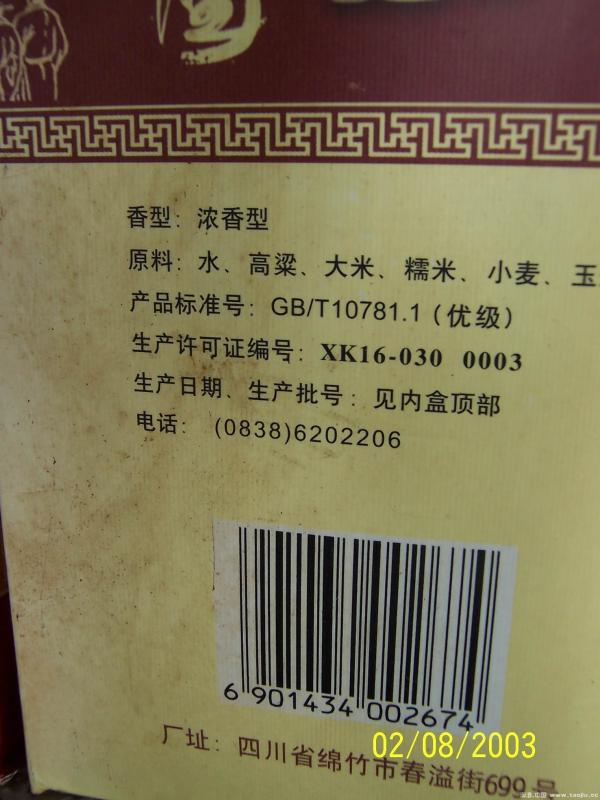 香型：浓香型
原料：水、高粱、大米、糯米、小麦、玉
产品标准号：GB/T10781.1（优级）
生产许可证编号：XK16-030 0003
生产日期、生产批号：见内盒顶部
电话：(0838)6202206
6 901434 002674
厂址：四川省绵竹市春溢街699号
02/08/2003